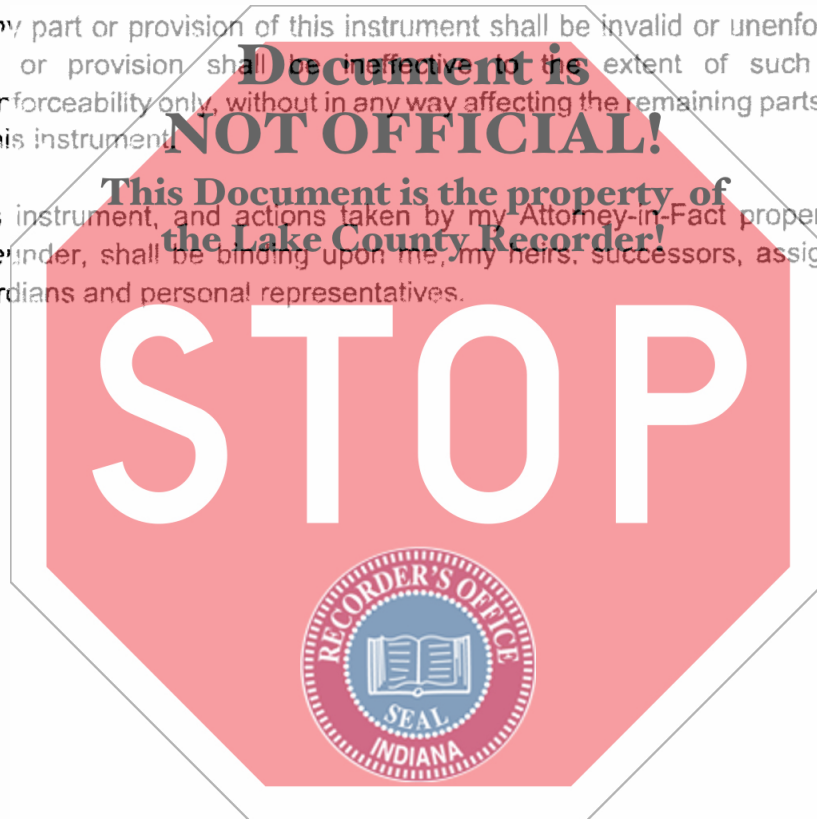 y part or provision of this instrument shall be invalid or unenfo
Document is
or provision shall be ineffective to the extent of such
forceability only, without in any way affecting the remaining parts
NOT OFFICIAL!
is instrument.
This Document is the property of
instrument, and actions taken by my Attorney-in-Fact proper
the Lake County Recorder!
under, shall be binding upon me, my heirs, successors, assig
rdians and personal representatives.
STOP
RECORDER'S OFFICE
SEAL
INDIANA